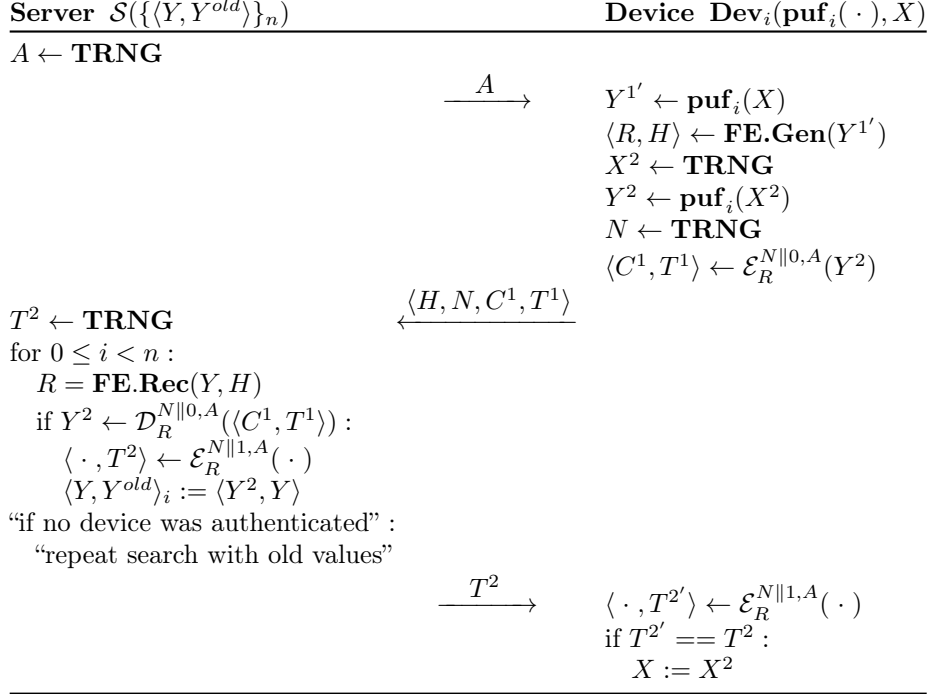 Server S({⟨Y, Y^old⟩}_n) Device Dev_i(puf_i( · ), X)
A ← TRNG
A
Y^1′ ← puf_i(X)
⟨R, H⟩ ← FE.Gen(Y^1′)
X^2 ← TRNG
Y^2 ← puf_i(X^2)
N ← TRNG
⟨C^1, T^1⟩ ← E_R^{N∥0,A}(Y^2)
⟨H, N, C^1, T^1⟩
T^2 ← TRNG
for 0 ≤ i < n :
R = FE.Rec(Y, H)
if Y^2 ← D_R^{N∥0,A}(⟨C^1, T^1⟩) :
⟨ · , T^2⟩ ← E_R^{N∥1,A}( · )
⟨Y, Y^old⟩_i := ⟨Y^2, Y⟩
“if no device was authenticated” :
“repeat search with old values”
T^2
⟨ · , T^2′⟩ ← E_R^{N∥1,A}( · )
if T^2′ == T^2 :
X := X^2